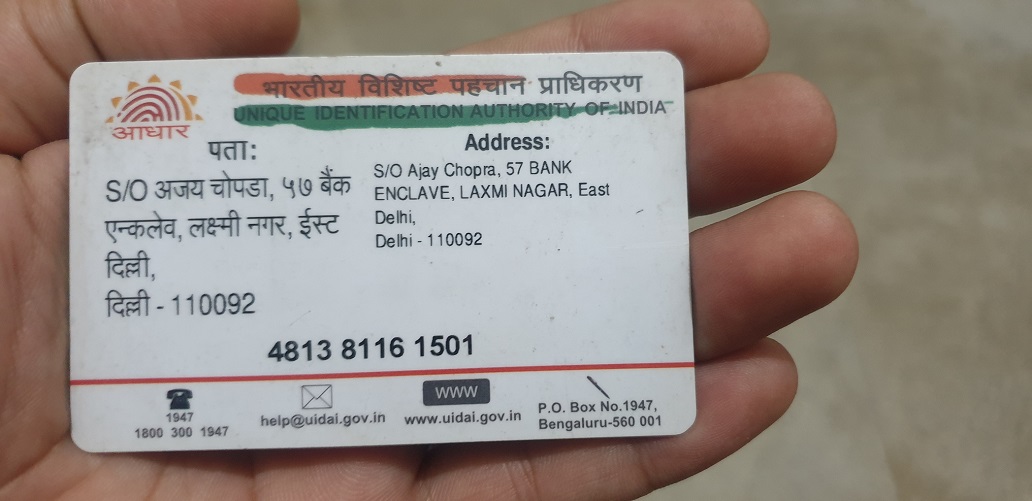 भारतीय विशिष्ट पहचान प्राधिकरण
UNIQUE IDENTIFICATION AUTHORITY OF INDIA
आधार
पता:
S/O अजय चोपडा, ५७ बैंक
एन्कलेव, लक्ष्मी नगर, ईस्ट
दिल्ली,
दिल्ली - 110092
Address:
S/O Ajay Chopra, 57 BANK
ENCLAVE, LAXMI NAGAR, East
Delhi,
Delhi - 110092
4813 8116 1501
1947
1800 300 1947
help@uidai.gov.in
WWW
www.uidai.gov.in
P.O. Box No.1947,
Bengaluru-560 001